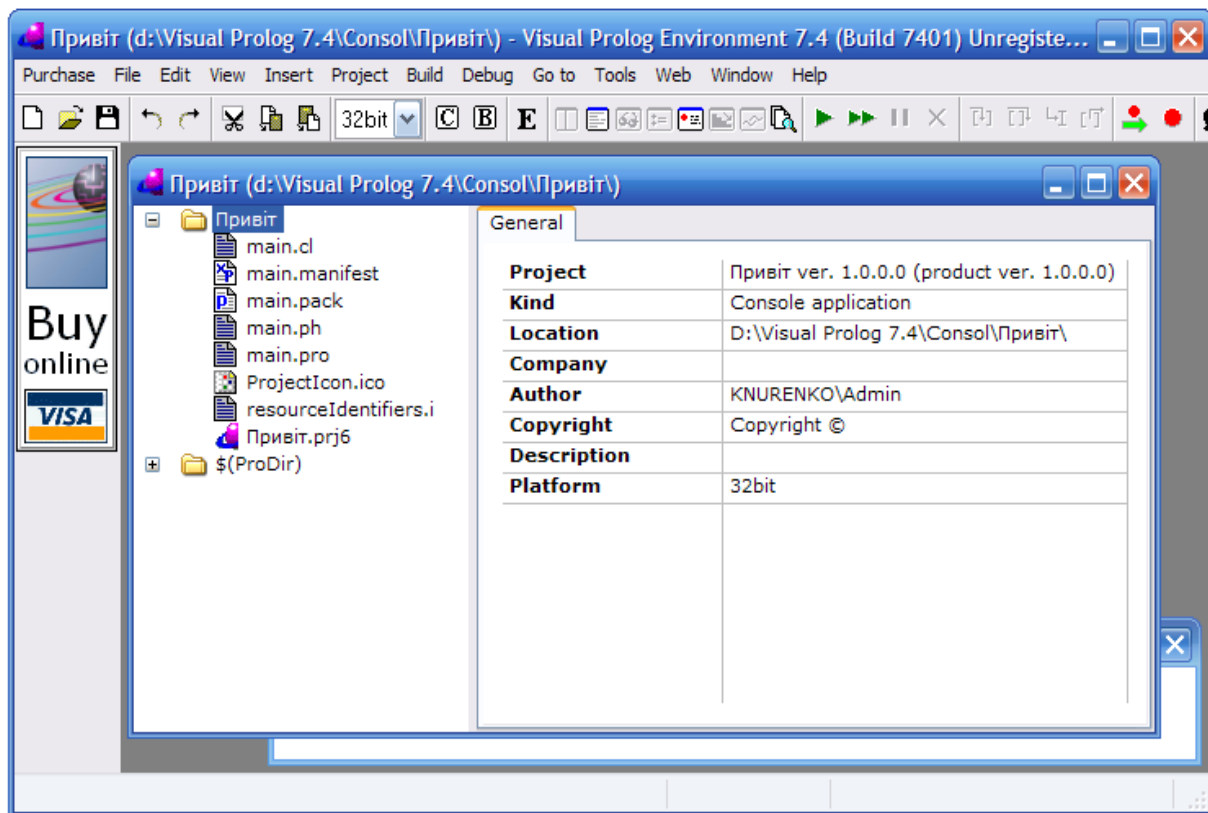 Привіт (d:\Visual Prolog 7.4\Consol\Привіт\) - Visual Prolog Environment 7.4 (Build 7401) Unregiste...
Purchase File Edit View Insert Project Build Debug Go to Tools Web Window Help
32bit C B E
Привіт (d:\Visual Prolog 7.4\Consol\Привіт\)
Buy
online
VISA
Привіт
main.cl
main.manifest
main.pack
main.ph
main.pro
ProjectIcon.ico
resourceIdentifiers.i
Привіт.prj6
$(ProDir)
General
Project Привіт ver. 1.0.0.0 (product ver. 1.0.0.0)
Kind Console application
Location D:\Visual Prolog 7.4\Consol\Привіт\
Company
Author KNURENKO\Admin
Copyright Copyright ©
Description
Platform 32bit